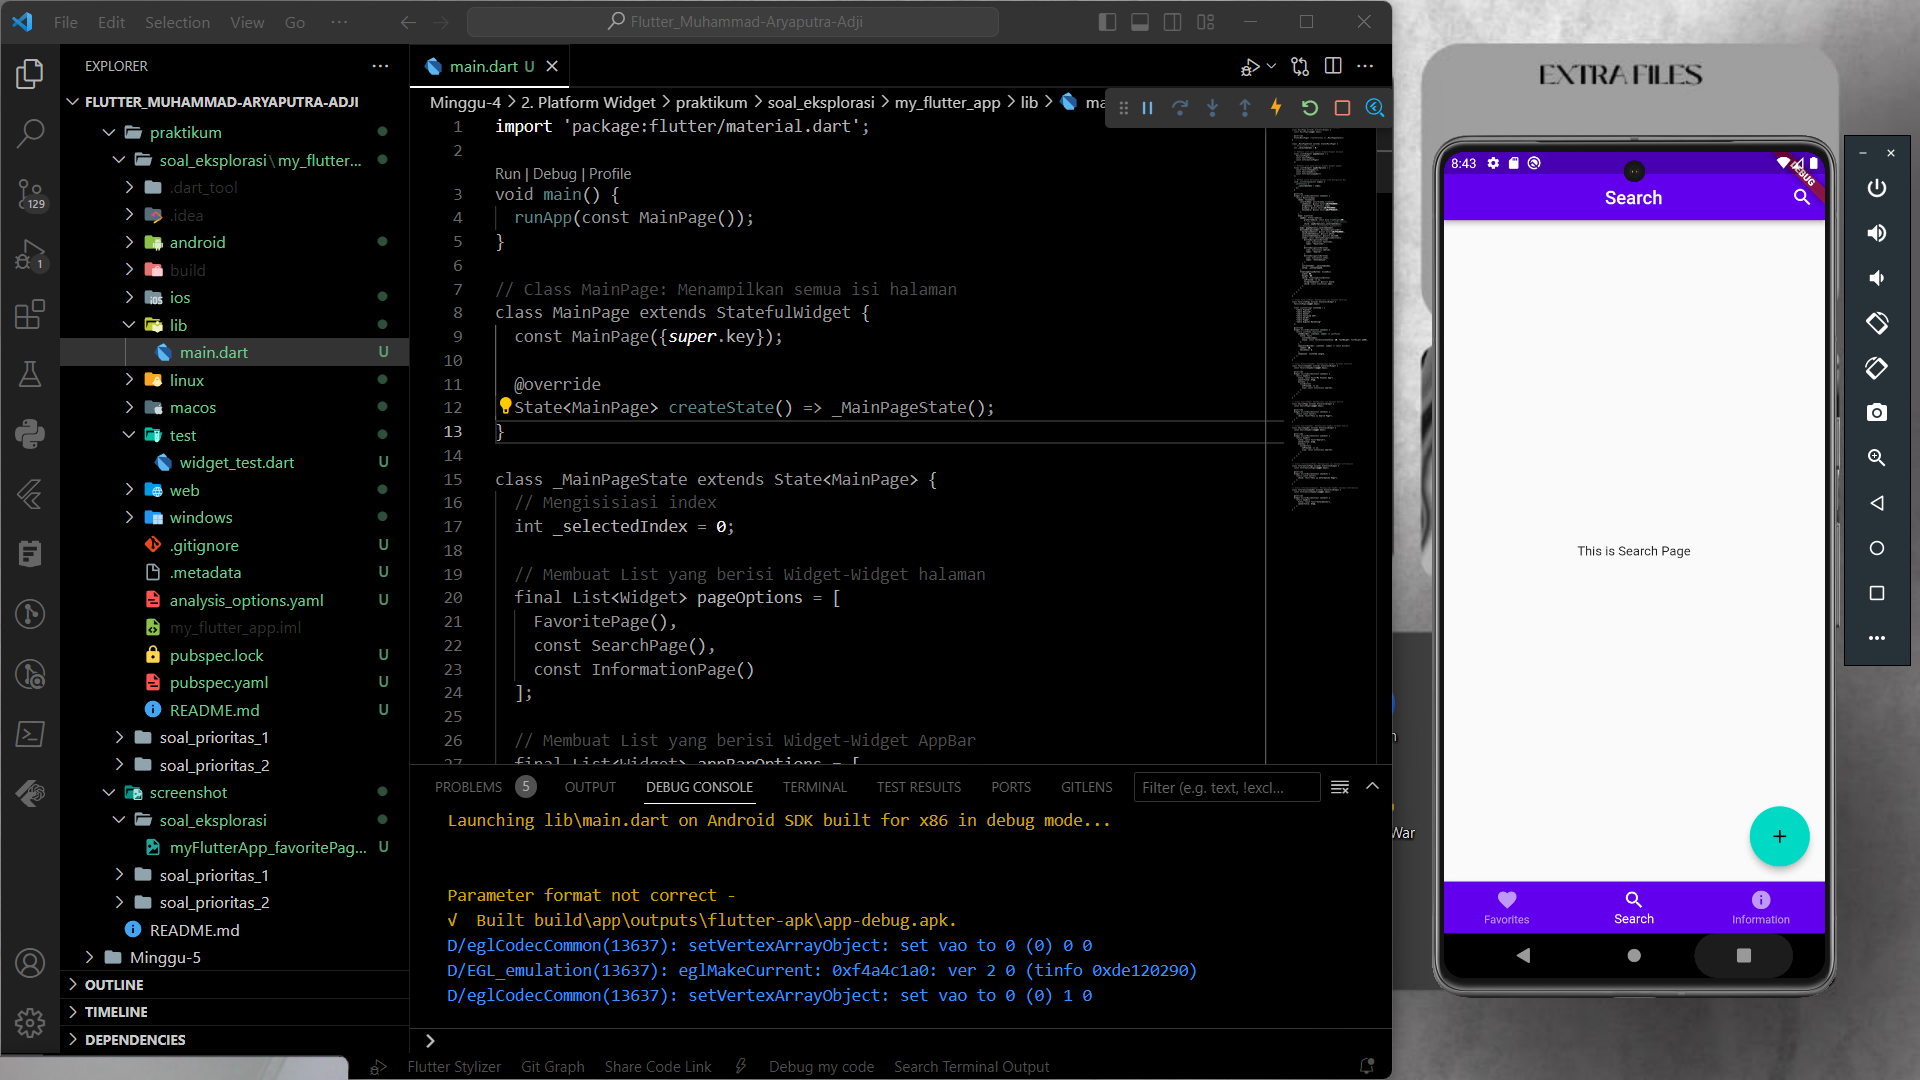 File Edit Selection View Go ···
Flutter_Muhammad-Aryaputra-Adji
EXPLORER
FLUTTER_MUHAMMAD-ARYAPUTRA-ADJI
praktikum
soal_eksplorasi\my_flutter...
.dart_tool
.idea
android
build
ios
lib
main.dart U
linux
macos
test
widget_test.dart U
web
windows
.gitignore U
.metadata U
analysis_options.yaml U
my_flutter_app.iml
pubspec.lock U
pubspec.yaml U
README.md U
soal_prioritas_1
soal_prioritas_2
screenshot
soal_eksplorasi
myFlutterApp_favoritePag... U
soal_prioritas_1
soal_prioritas_2
README.md
Minggu-5
OUTLINE
TIMELINE
DEPENDENCIES
129
1
main.dart U
Minggu-4 > 2. Platform Widget > praktikum > soal_eksplorasi > my_flutter_app > lib > ma
1 import 'package:flutter/material.dart';
2
Run | Debug | Profile
3 void main() {
4 runApp(const MainPage());
5 }
6
7 // Class MainPage: Menampilkan semua isi halaman
8 class MainPage extends StatefulWidget {
9 const MainPage({super.key});
10
11 @override
12 State<MainPage> createState() => _MainPageState();
13 }
14
15 class _MainPageState extends State<MainPage> {
16 // Mengisisiasi index
17 int _selectedIndex = 0;
18
19 // Membuat List yang berisi Widget-Widget halaman
20 final List<Widget> pageOptions = [
21 FavoritePage(),
22 const SearchPage(),
23 const InformationPage()
24 ];
25
26 // Membuat List yang berisi Widget-Widget AppBar
27 final List<Widget> appBarOptions = [
PROBLEMS 5 OUTPUT DEBUG CONSOLE TERMINAL TEST RESULTS PORTS GITLENS
Filter (e.g. text, !excl...
Launching lib\main.dart on Android SDK built for x86 in debug mode...
Parameter format not correct -
√ Built build\app\outputs\flutter-apk\app-debug.apk.
D/eglCodecCommon(13637): setVertexArrayObject: set vao to 0 (0) 0 0
D/EGL_emulation(13637): eglMakeCurrent: 0xf4a4c1a0: ver 2 0 (tinfo 0xde120290)
D/eglCodecCommon(13637): setVertexArrayObject: set vao to 0 (0) 1 0
Flutter Stylizer Git Graph Share Code Link Debug my code Search Terminal Output
EXTRA FILES
8:43
DEBUG
Search
This is Search Page
+
Favorites Search Information
n
War